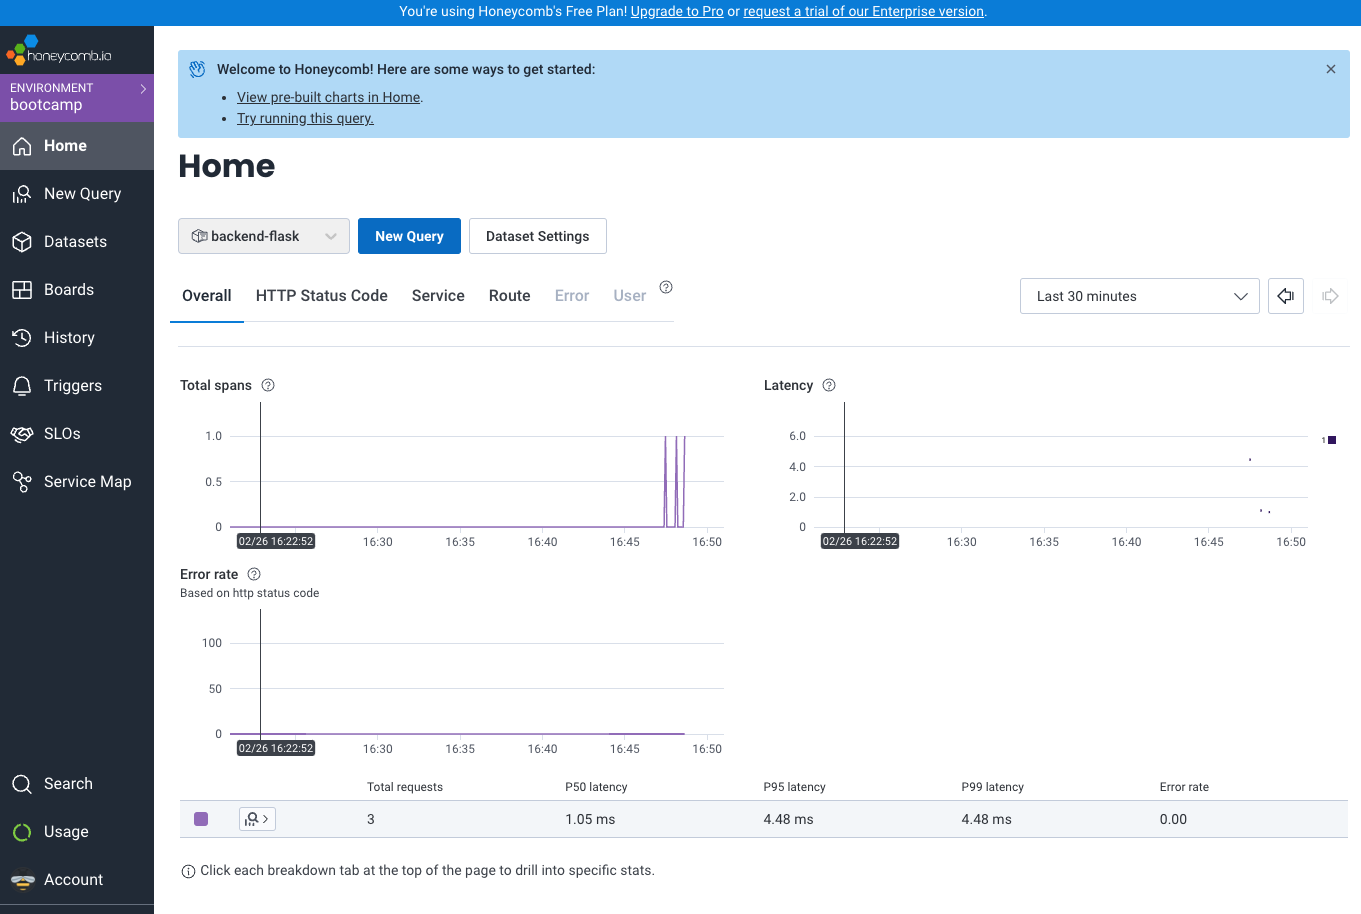 You're using Honeycomb's Free Plan! Upgrade to Pro or request a trial of our Enterprise version.
honeycomb.io
ENVIRONMENT
bootcamp
Home
New Query
Datasets
Boards
History
Triggers
SLOs
Service Map
Search
Usage
Account
Welcome to Honeycomb! Here are some ways to get started:
• View pre-built charts in Home.
• Try running this query.
Home
backend-flask New Query Dataset Settings
Overall HTTP Status Code Service Route Error User ? Last 30 minutes
Total spans ?
1.0
0.5
0
02/26 16:22:52 16:30 16:35 16:40 16:45 16:50
Latency ?
6.0
4.0
2.0
0
1
02/26 16:22:52 16:30 16:35 16:40 16:45 16:50
Error rate ?
Based on http status code
100
50
0
02/26 16:22:52 16:30 16:35 16:40 16:45 16:50
Total requests P50 latency P95 latency P99 latency Error rate
3 1.05 ms 4.48 ms 4.48 ms 0.00
Click each breakdown tab at the top of the page to drill into specific stats.